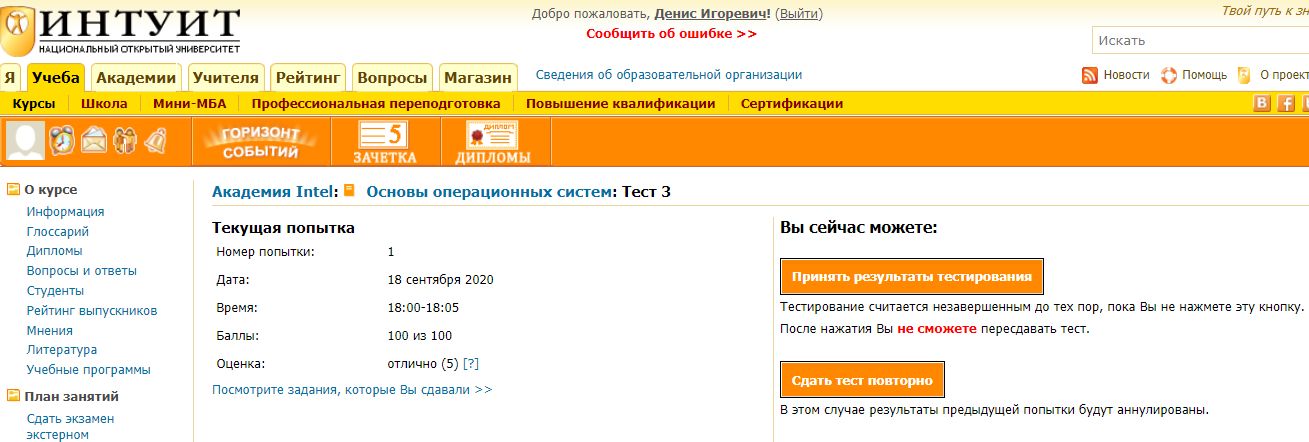 ИНТУИТ
НАЦИОНАЛЬНЫЙ ОТКРЫТЫЙ УНИВЕРСИТЕТ
Добро пожаловать, Денис Игоревич! (Выйти)
Сообщить об ошибке >>
Твой путь к зн
Искать
Я Учеба Академии Учителя Рейтинг Вопросы Магазин Сведения об образовательной организации
Новости Помощь О проект
Курсы Школа Мини-МБА Профессиональная переподготовка Повышение квалификации Сертификации
ГОРИЗОНТ СОБЫТИЙ
5
ЗАЧЕТКА
ДИПЛОМ
ДИПЛОМЫ
О курсе
Информация
Глоссарий
Дипломы
Вопросы и ответы
Студенты
Рейтинг выпускников
Мнения
Литература
Учебные программы
План занятий
Сдать экзамен
экстерном
Академия Intel: Основы операционных систем: Тест 3
Текущая попытка
Номер попытки: 1
Дата: 18 сентября 2020
Время: 18:00-18:05
Баллы: 100 из 100
Оценка: отлично (5) [?]
Посмотрите задания, которые Вы сдавали >>
Вы сейчас можете:
Принять результаты тестирования
Тестирование считается незавершенным до тех пор, пока Вы не нажмете эту кнопку.
После нажатия Вы не сможете пересдавать тест.
Сдать тест повторно
В этом случае результаты предыдущей попытки будут аннулированы.